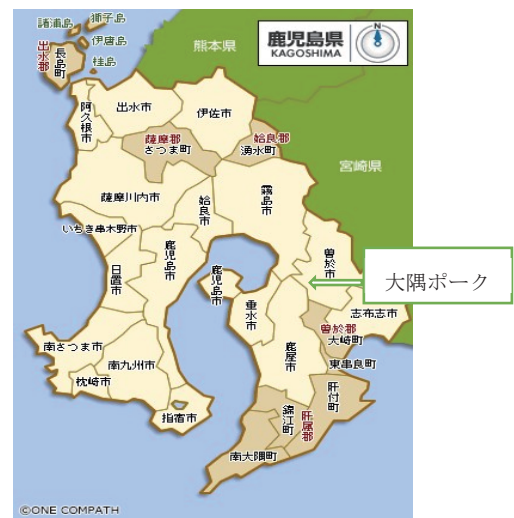 諸浦島
獅子島
伊唐島
桂島
出水郡
長島町
熊本県
鹿児島県
KAGOSHIMA
N
阿久根市
出水市
伊佐市
薩摩郡
さつま町
姶良郡
湧水町
宮崎県
薩摩川内市
姶良市
霧島市
いちき串木野市
鹿児島市
日置市
鹿児島市
垂水市
曽於市
大隅ポーク
志布志市
曽於郡
大崎町
東串良町
鹿屋市
南さつま市
南九州市
枕崎市
指宿市
肝付町
錦江町
肝属郡
南大隅町
©ONE COMPATH